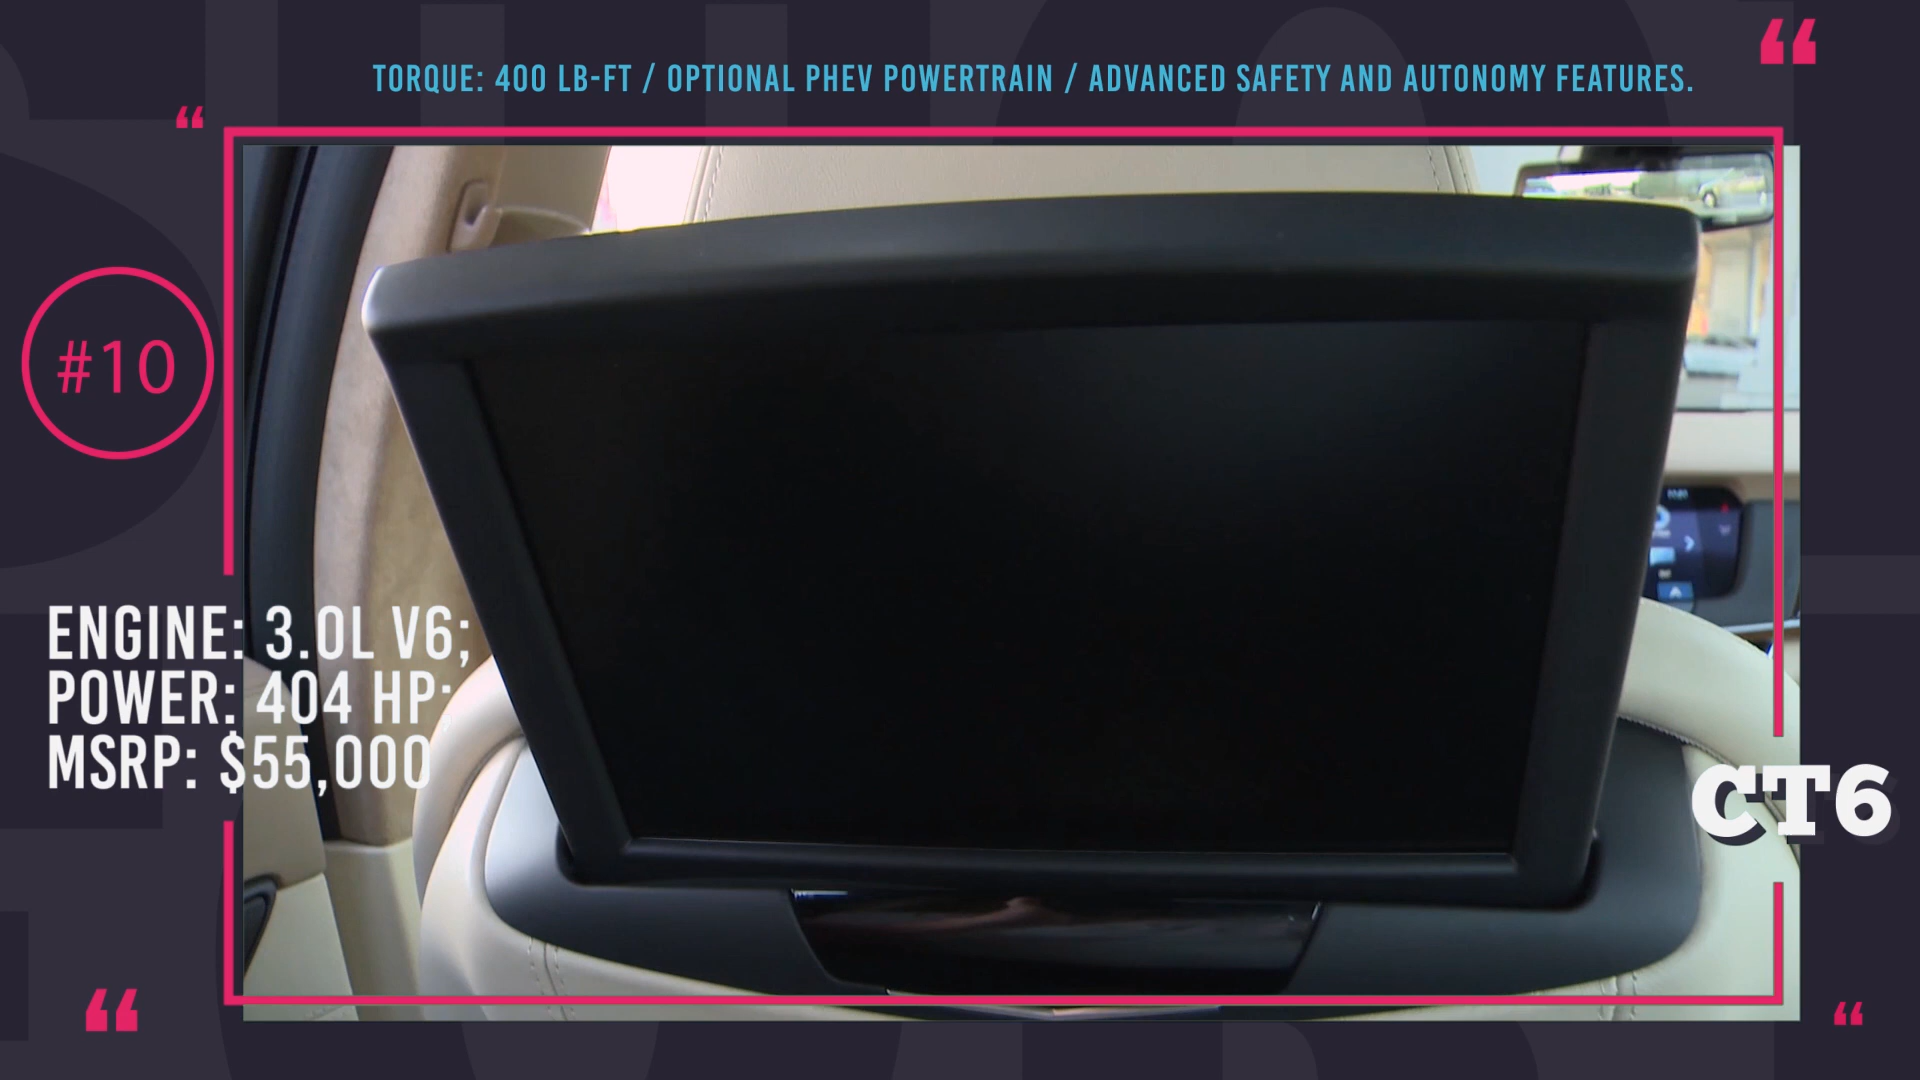 TORQUE: 400 LB-FT / OPTIONAL PHEV POWERTRAIN / ADVANCED SAFETY AND AUTONOMY FEATURES.
#10
ENGINE: 3.0L V6;
POWER: 404 HP;
MSRP: $55,000
CT6